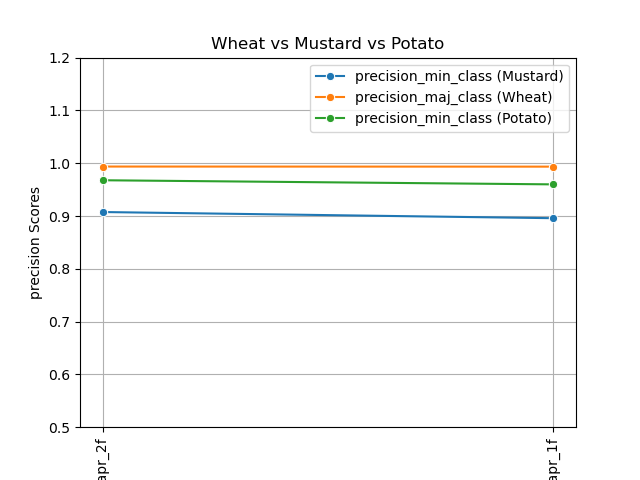 Wheat vs Mustard vs Potato
precision_min_class (Mustard)
precision_maj_class (Wheat)
precision_min_class (Potato)
precision Scores
1.2
1.1
1.0
0.9
0.8
0.7
0.6
0.5
apr_2f
apr_1f